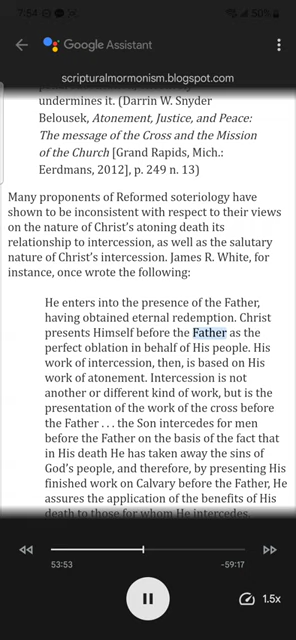 7:54
50%
Google Assistant
scripturalmormonism.blogspot.com
undermines it. (Darrin W. Snyder
Belousek, Atonement, Justice, and Peace:
The message of the Cross and the Mission
of the Church [Grand Rapids, Mich.:
Eerdmans, 2012], p. 249 n. 13)
Many proponents of Reformed soteriology have
shown to be inconsistent with respect to their views
on the nature of Christ's atoning death its
relationship to intercession, as well as the salutary
nature of Christ's intercession. James R. White, for
instance, once wrote the following:
He enters into the presence of the Father,
having obtained eternal redemption. Christ
presents Himself before the Father as the
perfect oblation in behalf of His people. His
work of intercession, then, is based on His
work of atonement. Intercession is not
another or different kind of work, but is the
presentation of the work of the cross before
the Father . . . the Son intercedes for men
before the Father on the basis of the fact that
in His death He has taken away the sins of
God's people, and therefore, by presenting His
finished work on Calvary before the Father, He
assures the application of the benefits of His
death to those for whom He intercedes.
53:53
-59:17
1.5x